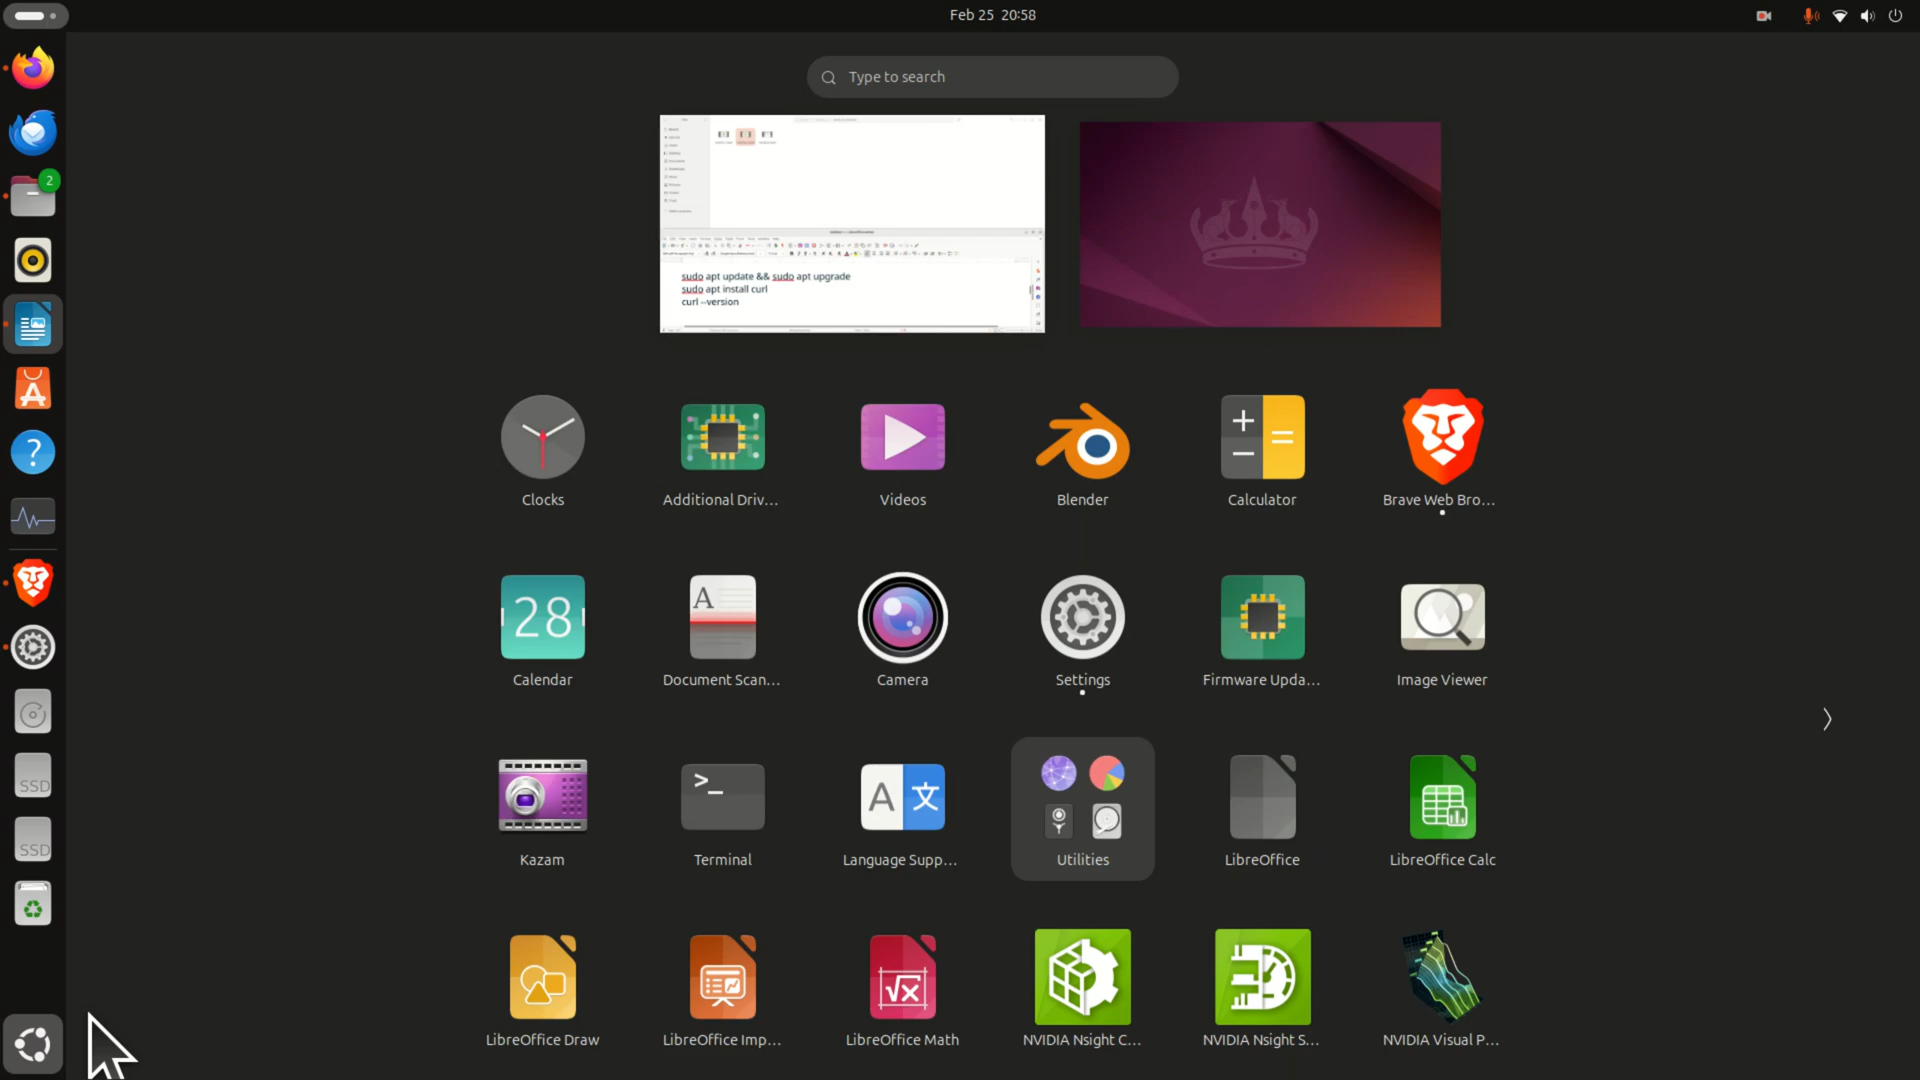 Feb 25 20:58
Type to search
2
sudo apt update && sudo apt upgrade
sudo apt install curl
curl --version
Clocks
Additional Driv...
Videos
Blender
Calculator
Brave Web Bro...
28
Calendar
Document Scan...
Camera
Settings
Firmware Upda...
Image Viewer
SSD
SSD
Kazam
Terminal
Language Supp...
Utilities
LibreOffice
LibreOffice Calc
LibreOffice Draw
LibreOffice Imp...
LibreOffice Math
NVIDIA Nsight C...
NVIDIA Nsight S...
NVIDIA Visual P...